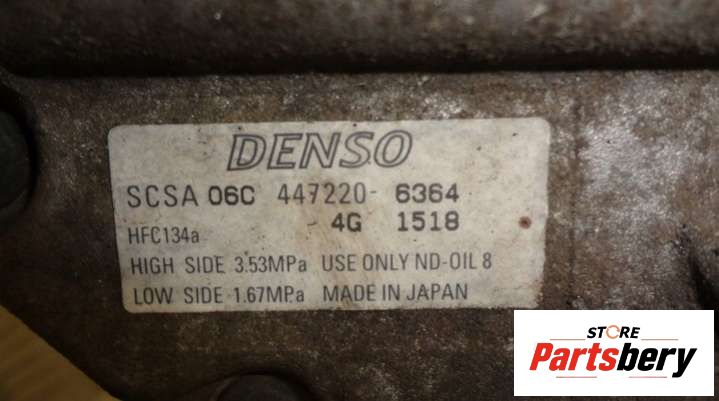 DENSO
SCSA 06C 447220- 6364
- 4G 1518
HFC134a
HIGH SIDE 3.53MPa USE ONLY ND-OIL 8
LOW SIDE 1.67MPa MADE IN JAPAN
STORE
Partsbery